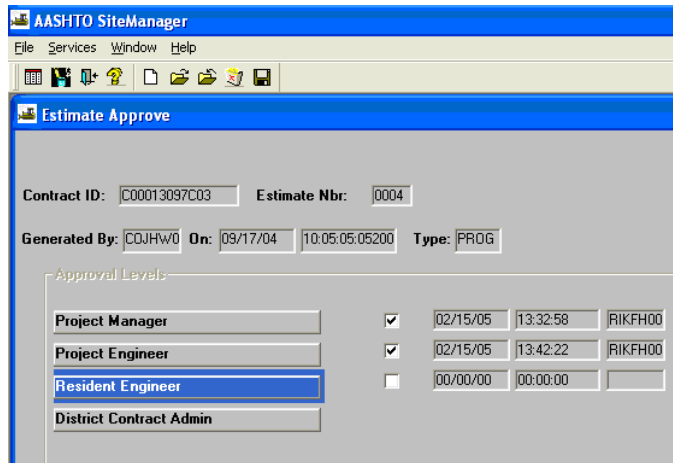 AASHTO SiteManager
File Services Window Help
Estimate Approve
Contract ID: C00013097C03 Estimate Nbr: 0004
Generated By: COJHW0 On: 09/17/04 10:05:05:05200 Type: PROG
Approval Levels
Project Manager 02/15/05 13:32:58 RIKFH00
Project Engineer 02/15/05 13:42:22 RIKFH00
Resident Engineer 00/00/00 00:00:00
District Contract Admin